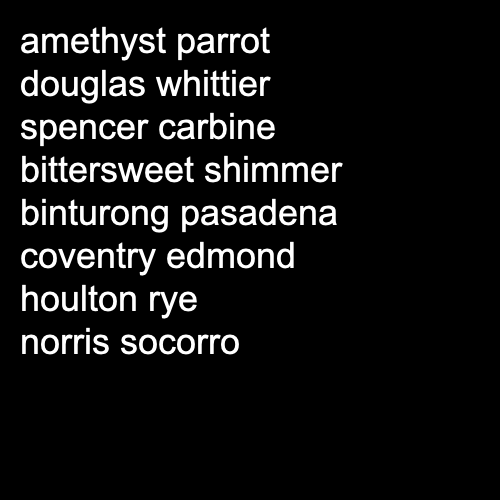 amethyst parrot
douglas whittier
spencer carbine
bittersweet shimmer
binturong pasadena
coventry edmond
houlton rye
norris socorro